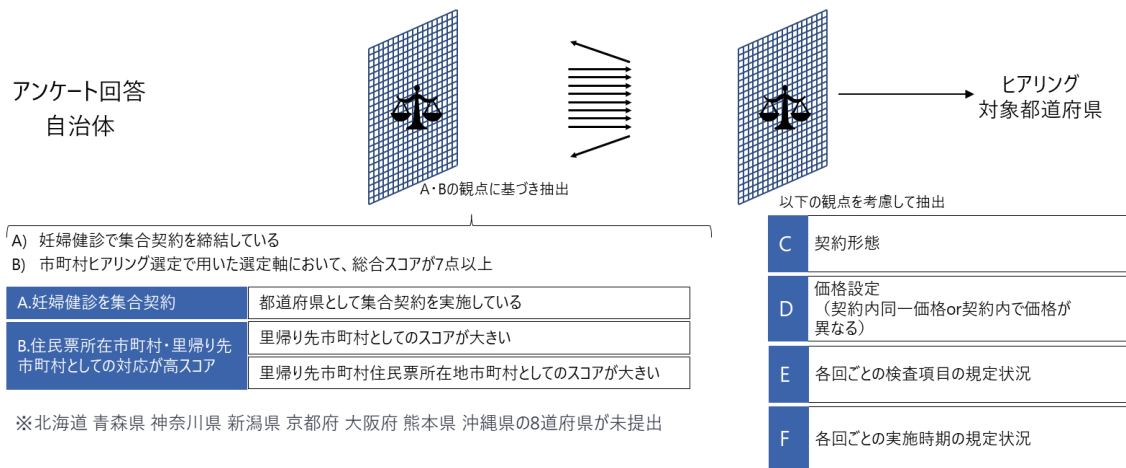 アンケート回答
自治体
ヒアリング
対象都道府県
A・Bの観点に基づき抽出
A) 妊婦健診で集合契約を締結している
B) 市町村ヒアリング選定で用いた選定軸において、総合スコアが7点以上
A.妊婦健診を集合契約
都道府県として集合契約を実施している
B.住民票所在市町村・里帰り先
市町村としての対応が高スコア
里帰り先市町村としてのスコアが大きい
里帰り先市町村住民票所在地市町村としてのスコアが大きい
※北海道 青森県 神奈川県 新潟県 京都府 大阪府 熊本県 沖縄県の8道府県が未提出
以下の観点を考慮して抽出
C
契約形態
D
価格設定
（契約内同一価格or契約内で価格が
異なる）
E
各回ごとの検査項目の規定状況
F
各回ごとの実施時期の規定状況